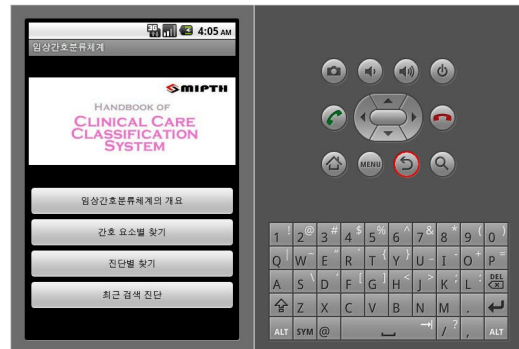 3G 4:05 AM
임상간호분류체계
SMIPTH
HANDBOOK OF
CLINICAL CARE
CLASSIFICATION
SYSTEM
임상간호분류체계의 개요
간호 요소별 찾기
진단별 찾기
최근 검색 진단
MENU
1 ! 2 @ 3 # 4 $ 5 % 6 ^ 7 & 8 * 9 ( 0 )
Q | W ~ E " R ` T { Y } U _ I - O + P =
A S \ D ' F [ G ] H < J > K ; L : DEL
Z X C V B N M .
ALT SYM @ / ? , ALT